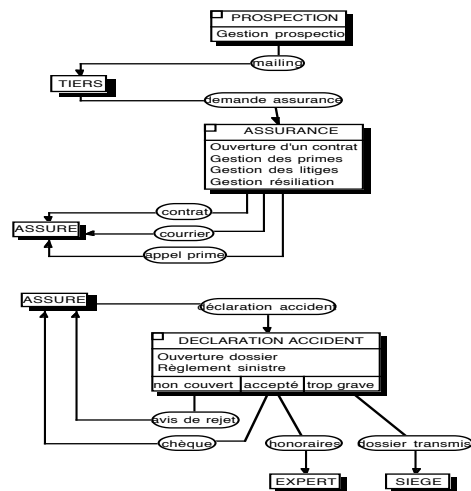 PROSPECTION
Gestion prospectio
mailing
TIERS
demande assurance
ASSURANCE
Ouverture d'un contrat
Gestion des primes
Gestion des litiges
Gestion résiliation
contrat
ASSURE
courrier
appel prime
ASSURE
déclaration accident
DECLARATION ACCIDENT
Ouverture dossier
Règlement sinistre
non couvert accepté trop grave
avis de rejet
chèque honoraires dossier transmis
EXPERT SIEGE